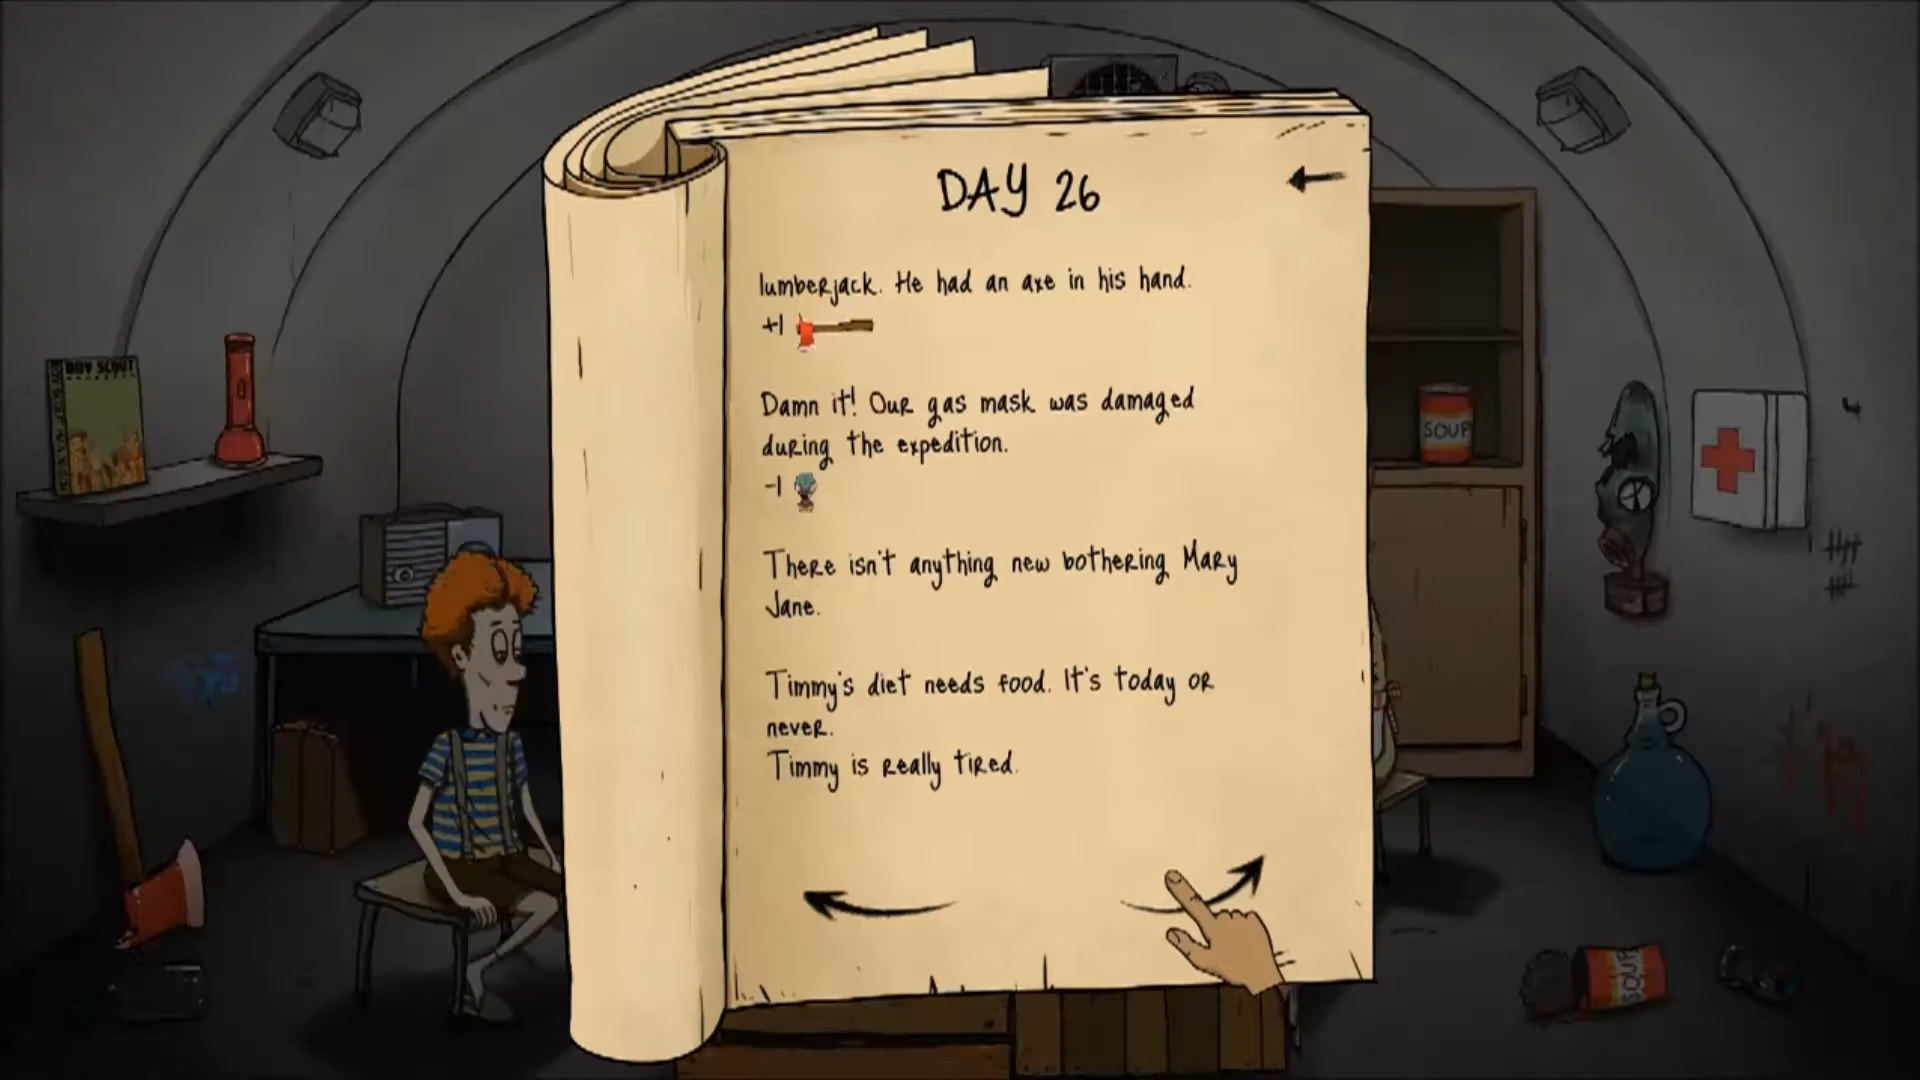 DAY 26
lumberjack. He had an axe in his hand.
+1
Damn it! Our gas mask was damaged
during the expedition.
-1
There isn't anything new bothering Mary
Jane.
Timmy's diet needs food. It's today or
never.
Timmy is really tired.
BOY SCOUT
SOUP
SOUP